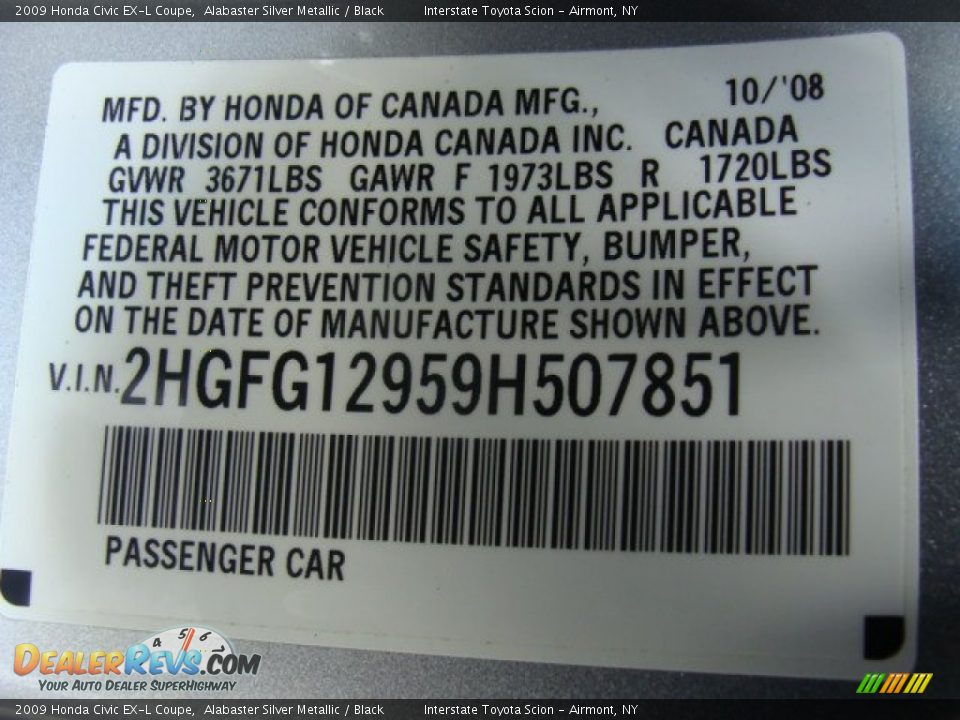 2009 Honda Civic EX-L Coupe,  Alabaster Silver Metallic / Black    Interstate Toyota Scion - Airmont, NY
10/'08
MFD. BY HONDA OF CANADA MFG.,
A DIVISION OF HONDA CANADA INC.  CANADA
GVWR 3671LBS GAWR F 1973LBS R 1720LBS
THIS VEHICLE CONFORMS TO ALL APPLICABLE
FEDERAL MOTOR VEHICLE SAFETY, BUMPER,
AND THEFT PREVENTION STANDARDS IN EFFECT
ON THE DATE OF MANUFACTURE SHOWN ABOVE.
V.I.N. 2HGFG12959H507851
PASSENGER CAR
4 5 6 7
DEALERREVS.COM
YOUR AUTO DEALER SUPERHIGHWAY
2009 Honda Civic EX-L Coupe,  Alabaster Silver Metallic / Black    Interstate Toyota Scion - Airmont, NY